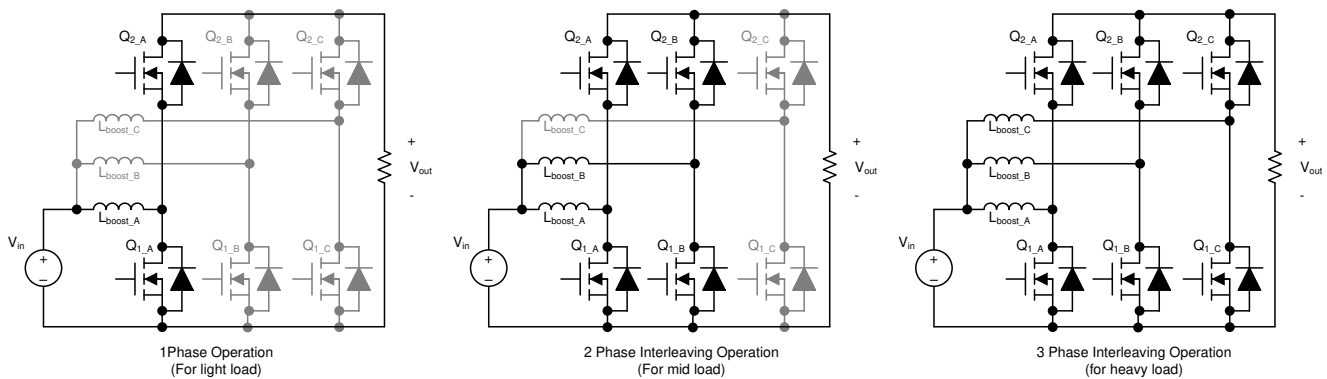 Q2_A
Q2_B
Q2_C
Lboost_C
Lboost_B
Lboost_A
Vin
+
−
Q1_A
Q1_B
Q1_C
+
Vout
-
1Phase Operation
(For light load)
Q2_A
Q2_B
Q2_C
Lboost_C
Lboost_B
Lboost_A
Vin
+
−
Q1_A
Q1_B
Q1_C
+
Vout
-
2 Phase Interleaving Operation
(For mid load)
Q2_A
Q2_B
Q2_C
Lboost_C
Lboost_B
Lboost_A
Vin
+
−
Q1_A
Q1_B
Q1_C
+
Vout
-
3 Phase Interleaving Operation
(for heavy load)